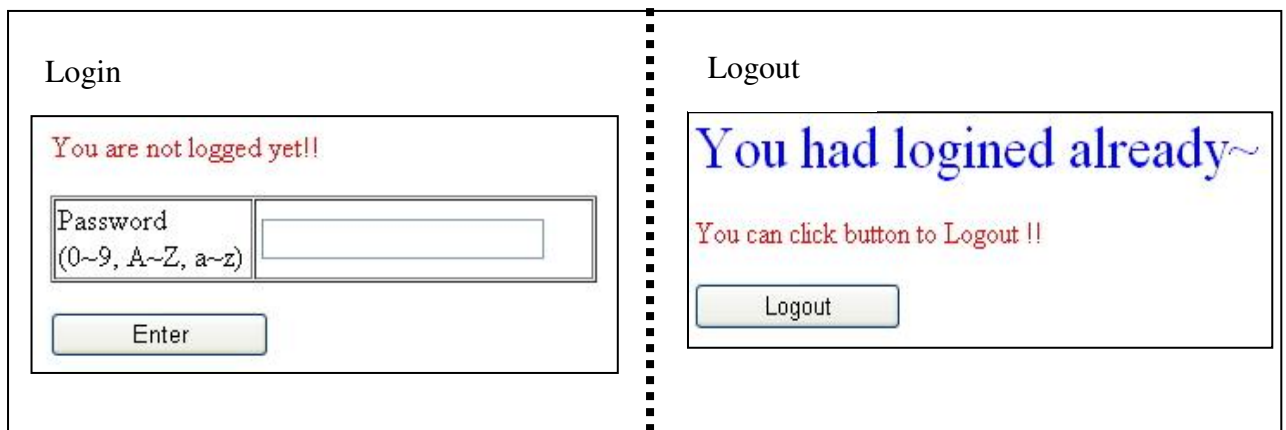 Login
You are not logged yet!!
Password
(0~9, A~Z, a~z)
Enter
Logout
You had logined already~
You can click button to Logout !!
Logout